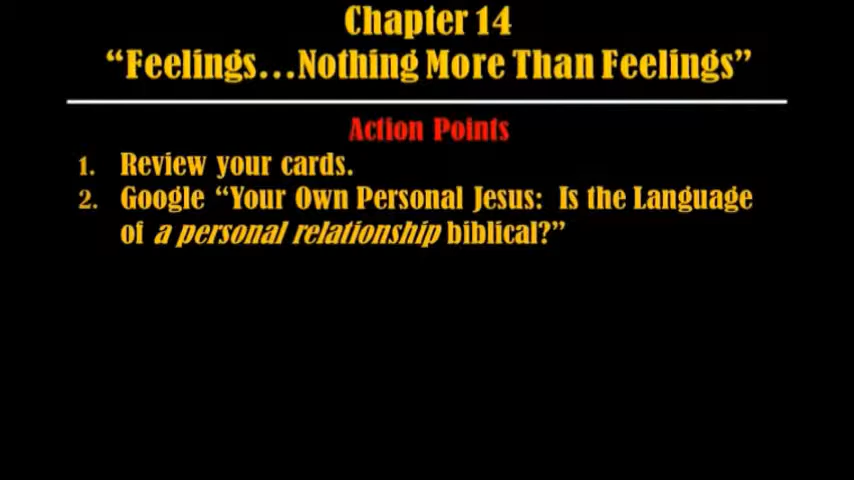 Chapter 14
“Feelings...Nothing More Than Feelings”
Action Points
1. Review your cards.
2. Google “Your Own Personal Jesus: Is the Language
of a personal relationship biblical?”